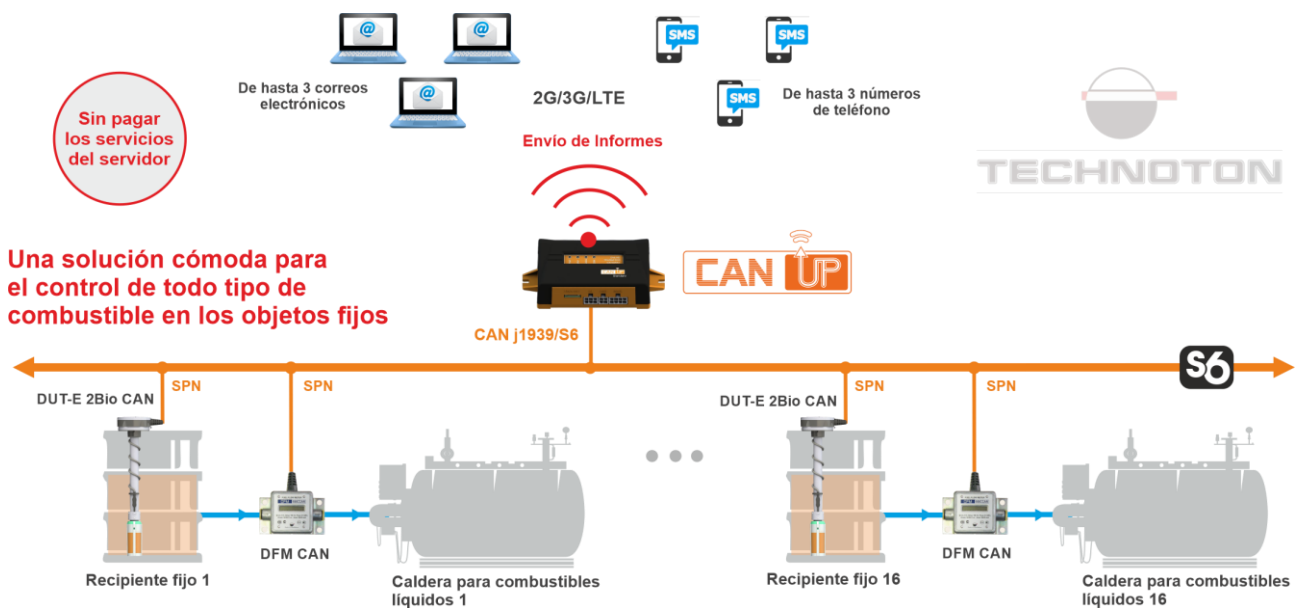 @
@
@
SMS
SMS
SMS
De hasta 3 correos
electrónicos
2G/3G/LTE
De hasta 3 números
de teléfono
Sin pagar
los servicios
del servidor
Envío de Informes
TECHNOTON
Una solución cómoda para
el control de todo tipo de
combustible en los objetos fijos
CAN UP
CAN j1939/S6
S6
SPN
SPN
SPN
SPN
DUT-E 2Bio CAN
DUT-E 2Bio CAN
DFM CAN
DFM CAN
Recipiente fijo 1
Caldera para combustibles
líquidos 1
Recipiente fijo 16
Caldera para combustibles
líquidos 16